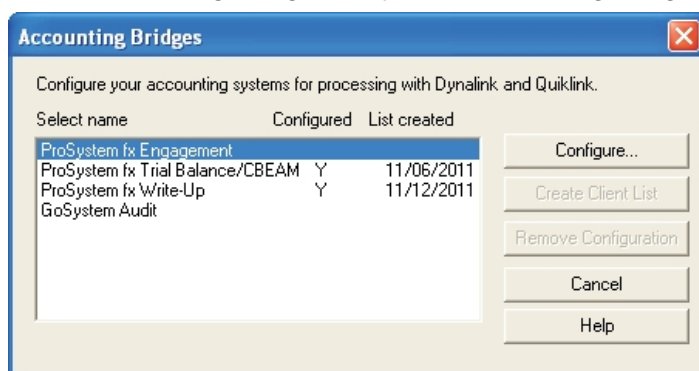 Accounting Bridges
Configure your accounting systems for processing with Dynalink and Quiklink.
Select name Configured List created
ProSystem fx Engagement
ProSystem fx Trial Balance/CBEAM Y 11/06/2011
ProSystem fx Write-Up Y 11/12/2011
GoSystem Audit
Configure...
Create Client List
Remove Configuration
Cancel
Help